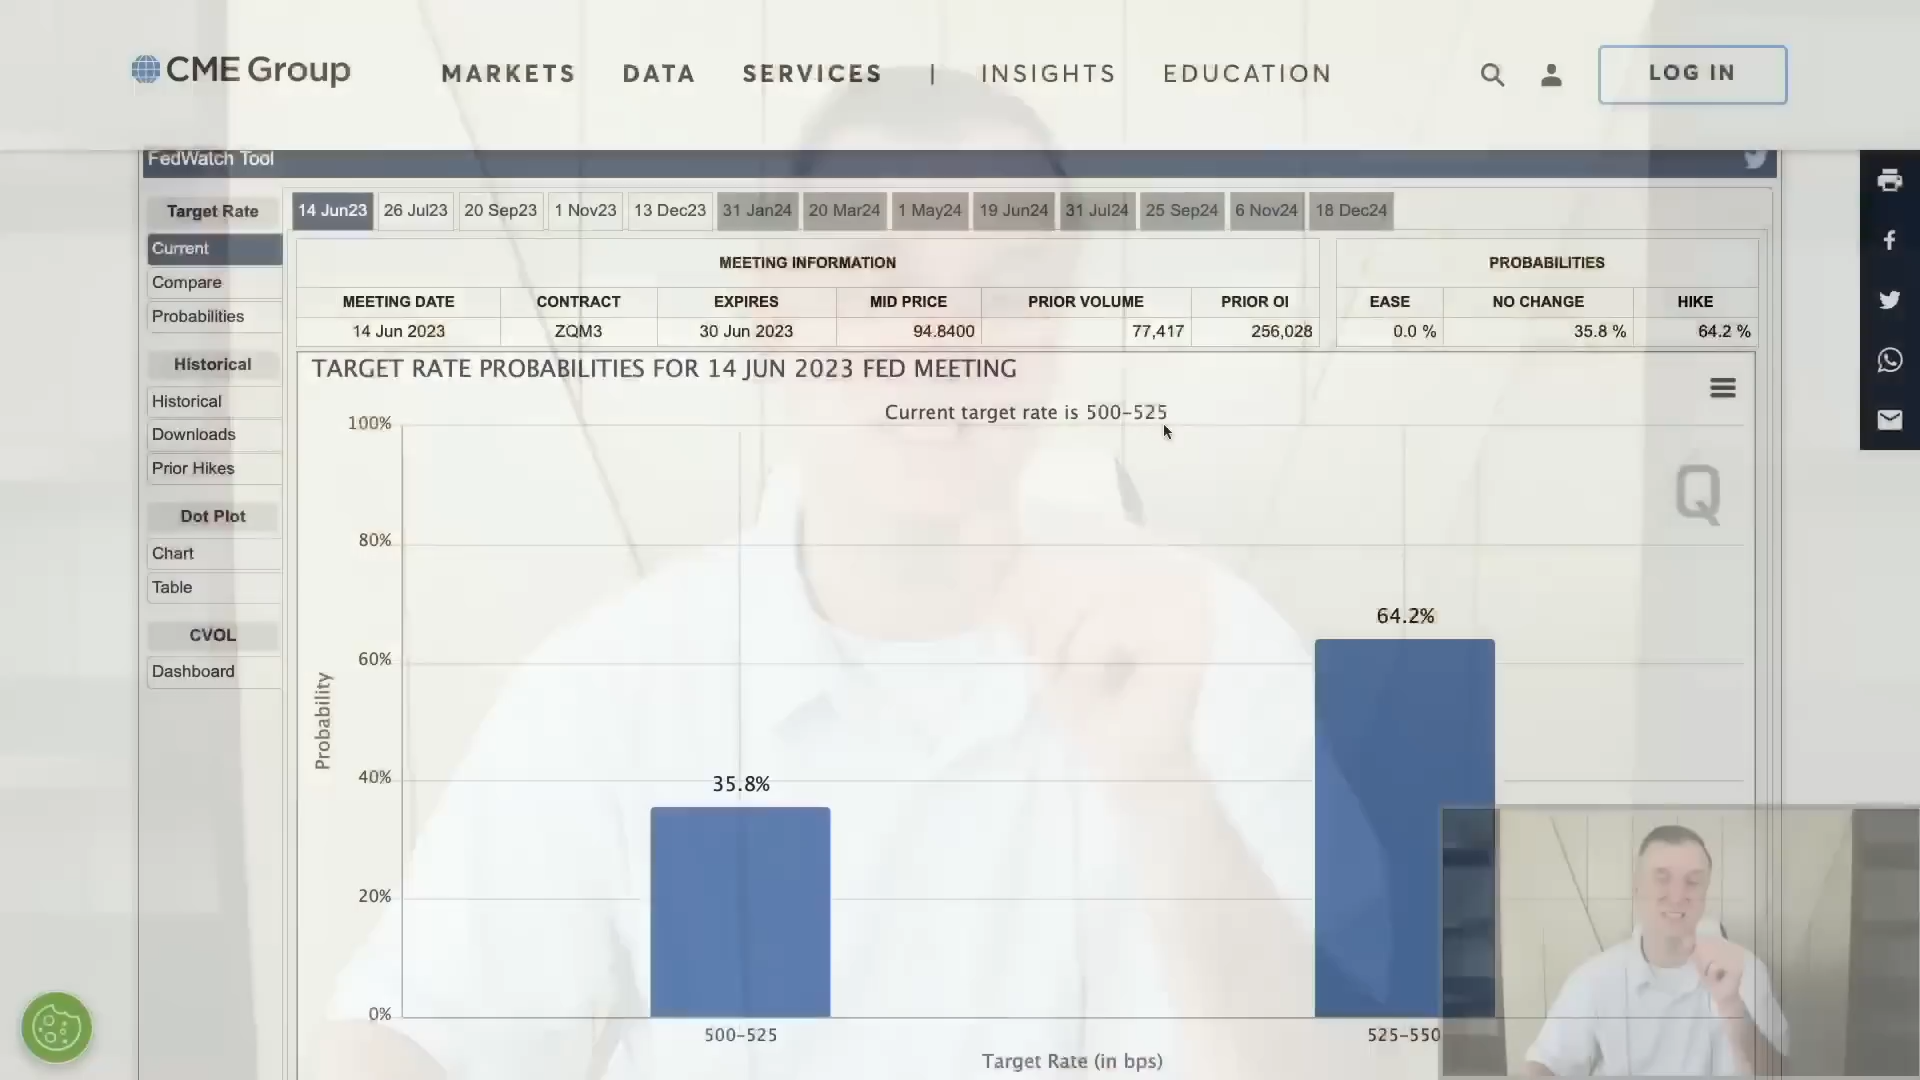 CME Group
MARKETS DATA SERVICES | INSIGHTS EDUCATION
LOG IN
FedWatch Tool
Target Rate
Current
Compare
Probabilities
Historical
Historical
Downloads
Prior Hikes
Dot Plot
Chart
Table
CVOL
Dashboard
14 Jun23 26 Jul23 20 Sep23 1 Nov23 13 Dec23 31 Jan24 20 Mar24 1 May24 19 Jun24 31 Jul24 25 Sep24 6 Nov24 18 Dec24
MEETING INFORMATION
MEETING DATE CONTRACT EXPIRES MID PRICE PRIOR VOLUME PRIOR OI
14 Jun 2023 ZQM3 30 Jun 2023 94.8400 77,417 256,028
PROBABILITIES
EASE NO CHANGE HIKE
0.0 % 35.8 % 64.2 %
TARGET RATE PROBABILITIES FOR 14 JUN 2023 FED MEETING
Current target rate is 500-525
Q
Probability
100%
80%
60%
40%
20%
0%
35.8%
64.2%
500-525
525-550
Target Rate (in bps)